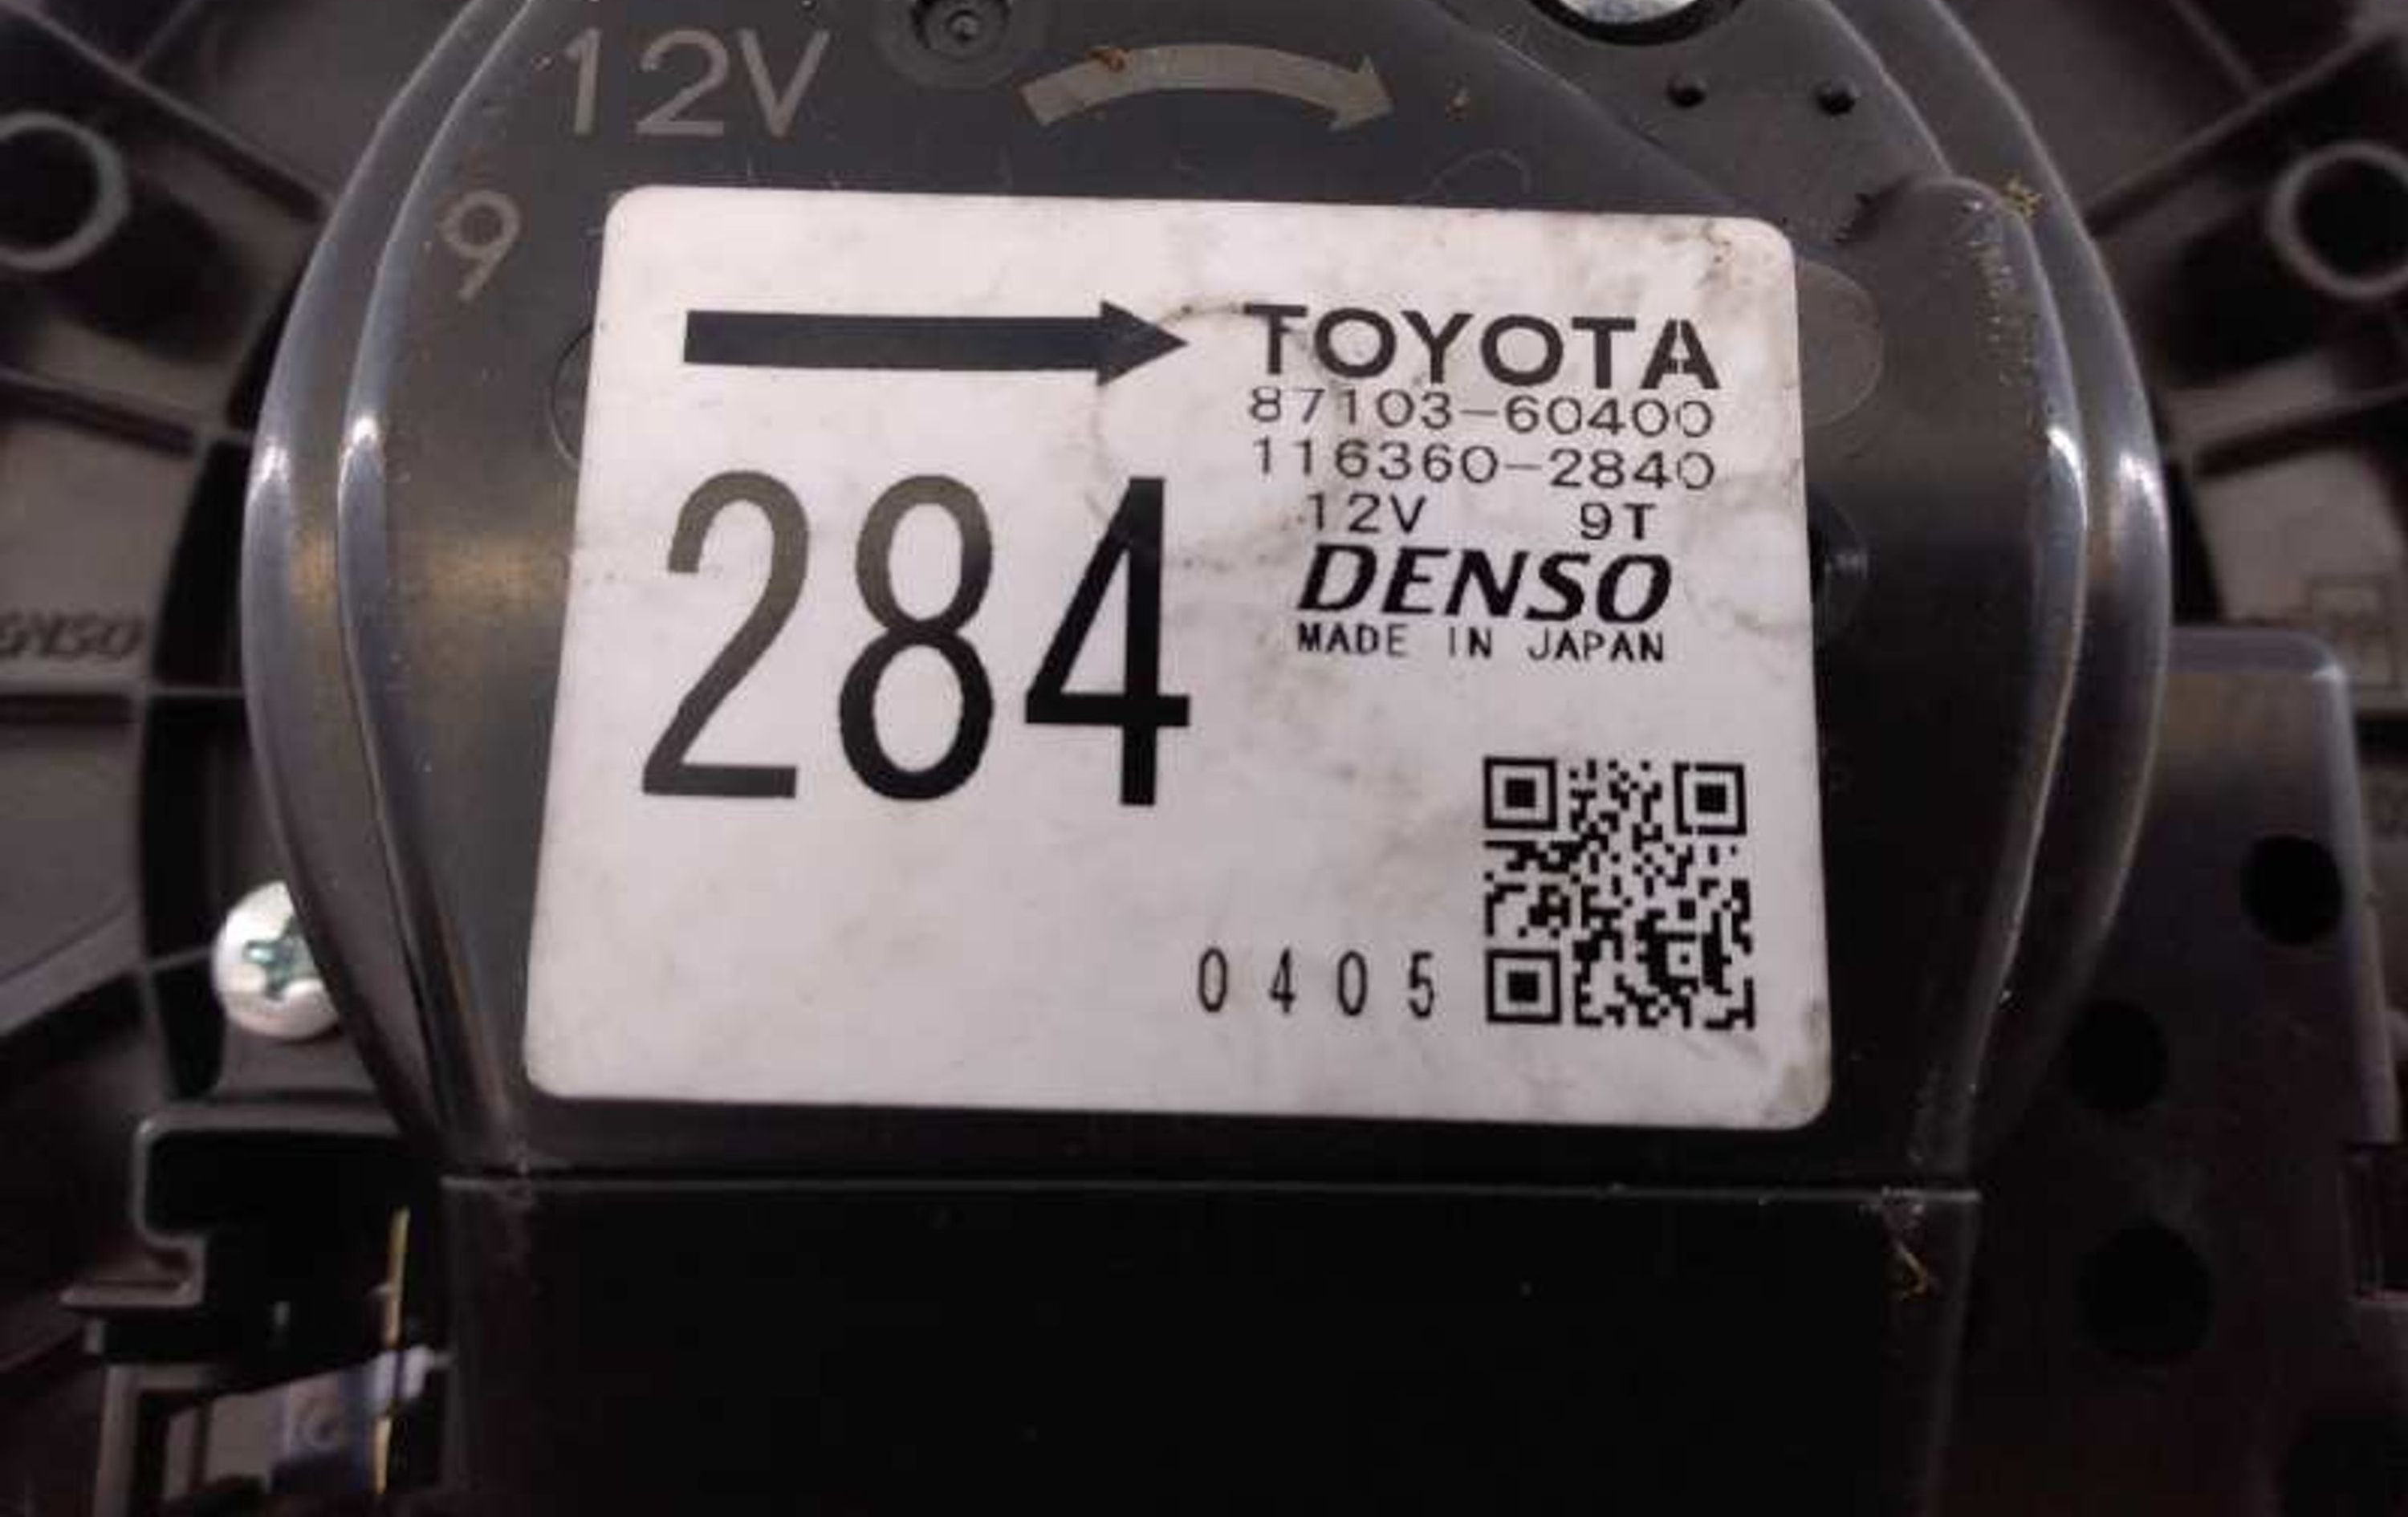 12V
9
TOYOTA
87103-60400
116360-2840
12V 9T
284
DENSO
MADE IN JAPAN
0405